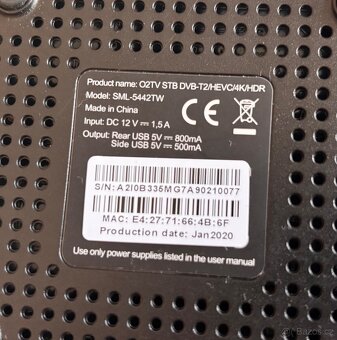 Product name: O2TV STB DVB-T2/HEVC/4K/HDR
Model: SML-5442TW
Made in China
Input: DC 12 V ⎓ 1,5 A
Output: Rear USB 5V ⎓ 800mA
Side USB 5V ⎓ 500mA
S/N: A2I0B335MG7A90210077
MAC: E4:27:71:66:4B:6F
Production date: Jan2020
Use only power supplies listed in the user manual